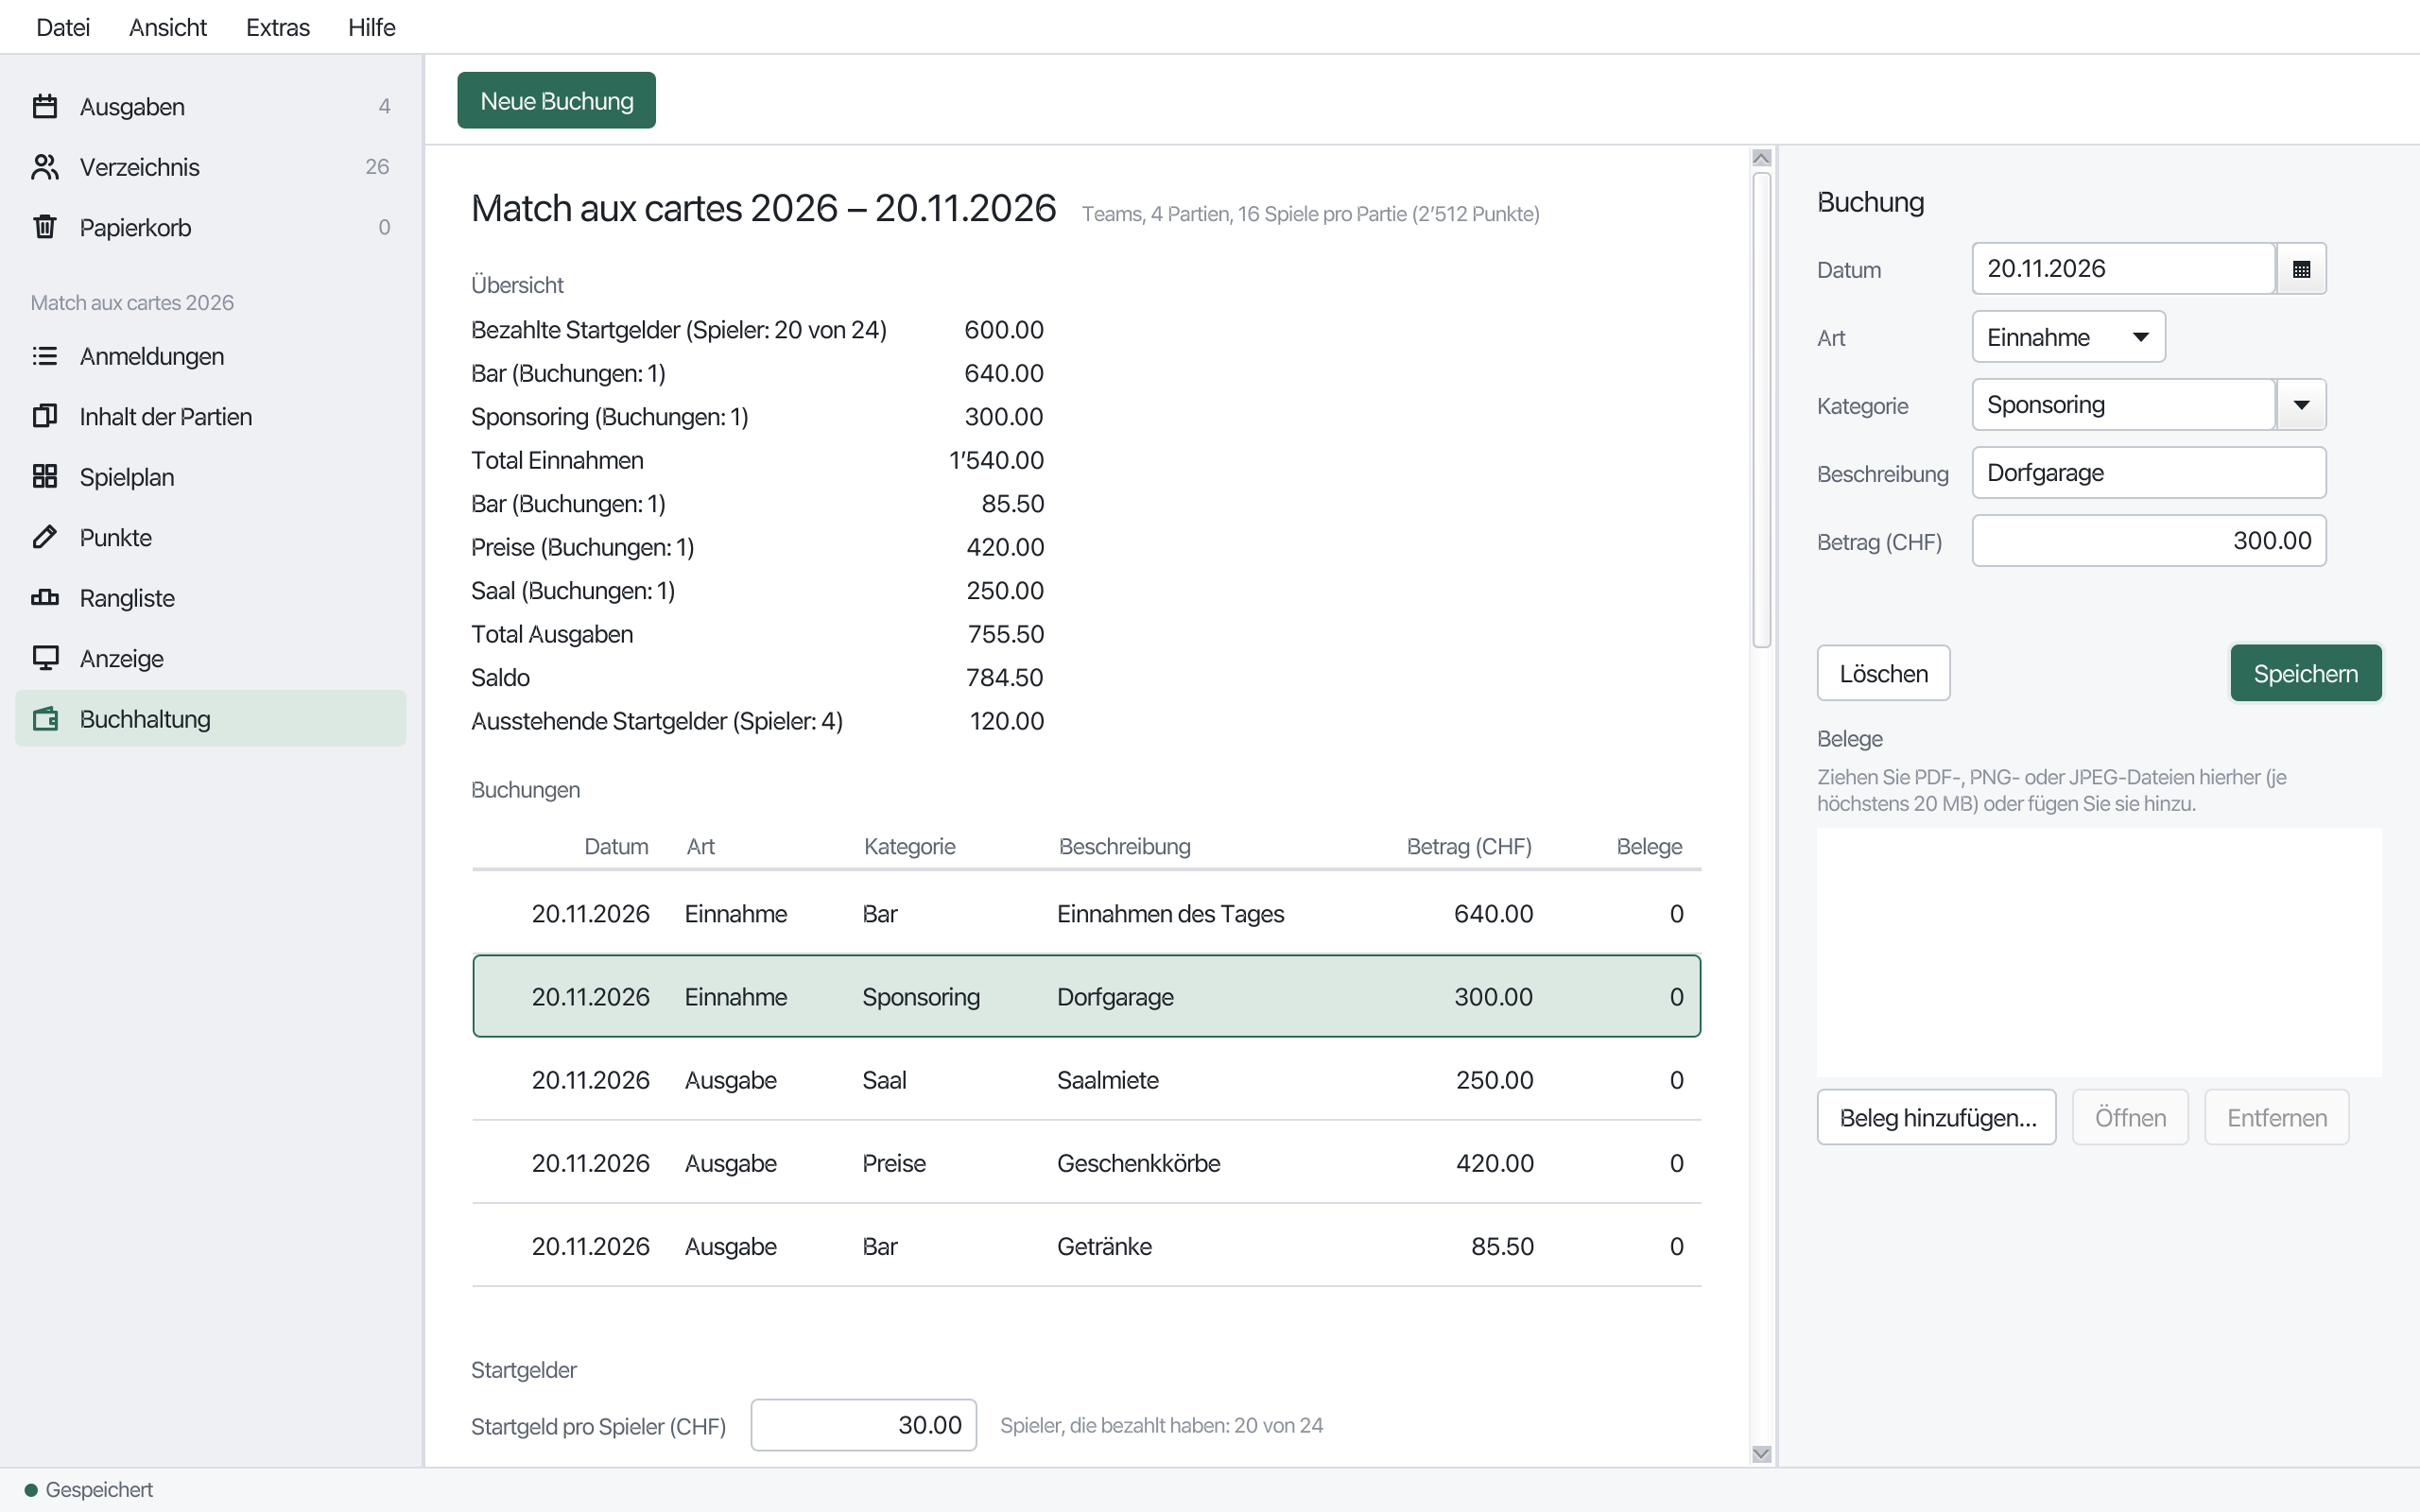 Datei Ansicht Extras Hilfe
Ausgaben 4
Verzeichnis 26
Papierkorb 0
Match aux cartes 2026
Anmeldungen
Inhalt der Partien
Spielplan
Punkte
Rangliste
Anzeige
Buchhaltung
Neue Buchung
Match aux cartes 2026 – 20.11.2026 Teams, 4 Partien, 16 Spiele pro Partie (2’512 Punkte)
Übersicht
Bezahlte Startgelder (Spieler: 20 von 24) 600.00
Bar (Buchungen: 1) 640.00
Sponsoring (Buchungen: 1) 300.00
Total Einnahmen 1’540.00
Bar (Buchungen: 1) 85.50
Preise (Buchungen: 1) 420.00
Saal (Buchungen: 1) 250.00
Total Ausgaben 755.50
Saldo 784.50
Ausstehende Startgelder (Spieler: 4) 120.00
Buchungen
Datum Art Kategorie Beschreibung Betrag (CHF) Belege
20.11.2026 Einnahme Bar Einnahmen des Tages 640.00 0
20.11.2026 Einnahme Sponsoring Dorfgarage 300.00 0
20.11.2026 Ausgabe Saal Saalmiete 250.00 0
20.11.2026 Ausgabe Preise Geschenkkörbe 420.00 0
20.11.2026 Ausgabe Bar Getränke 85.50 0
Startgelder
Startgeld pro Spieler (CHF) 30.00 Spieler, die bezahlt haben: 20 von 24
Buchung
Datum 20.11.2026
Art Einnahme
Kategorie Sponsoring
Beschreibung Dorfgarage
Betrag (CHF) 300.00
Löschen Speichern
Belege
Ziehen Sie PDF-, PNG- oder JPEG-Dateien hierher (je
höchstens 20 MB) oder fügen Sie sie hinzu.
Beleg hinzufügen... Öffnen Entfernen
Gespeichert